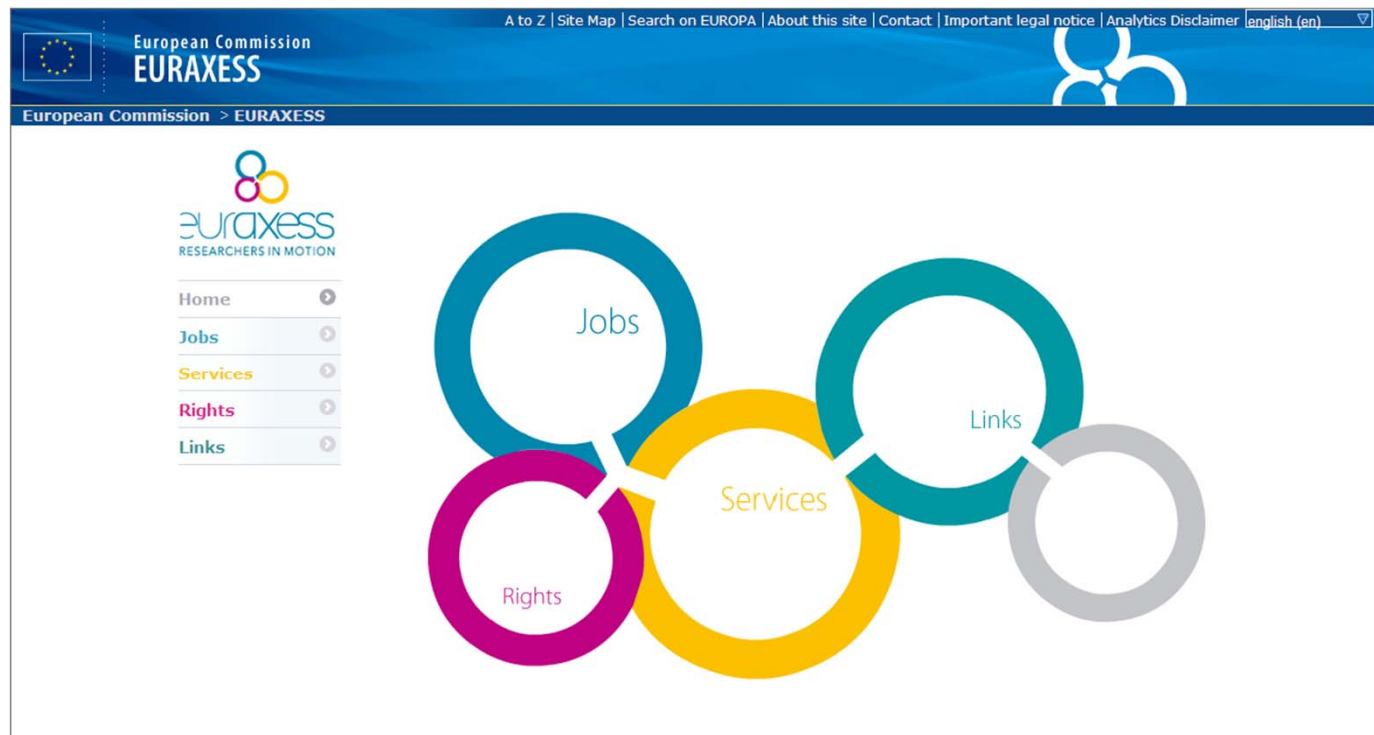 A to Z | Site Map | Search on EUROPA | About this site | Contact | Important legal notice | Analytics Disclaimer english (en)
European Commission
EURAXESS
European Commission > EURAXESS
euraxess
RESEARCHERS IN MOTION
Home
Jobs
Services
Rights
Links
Jobs
Links
Services
Rights